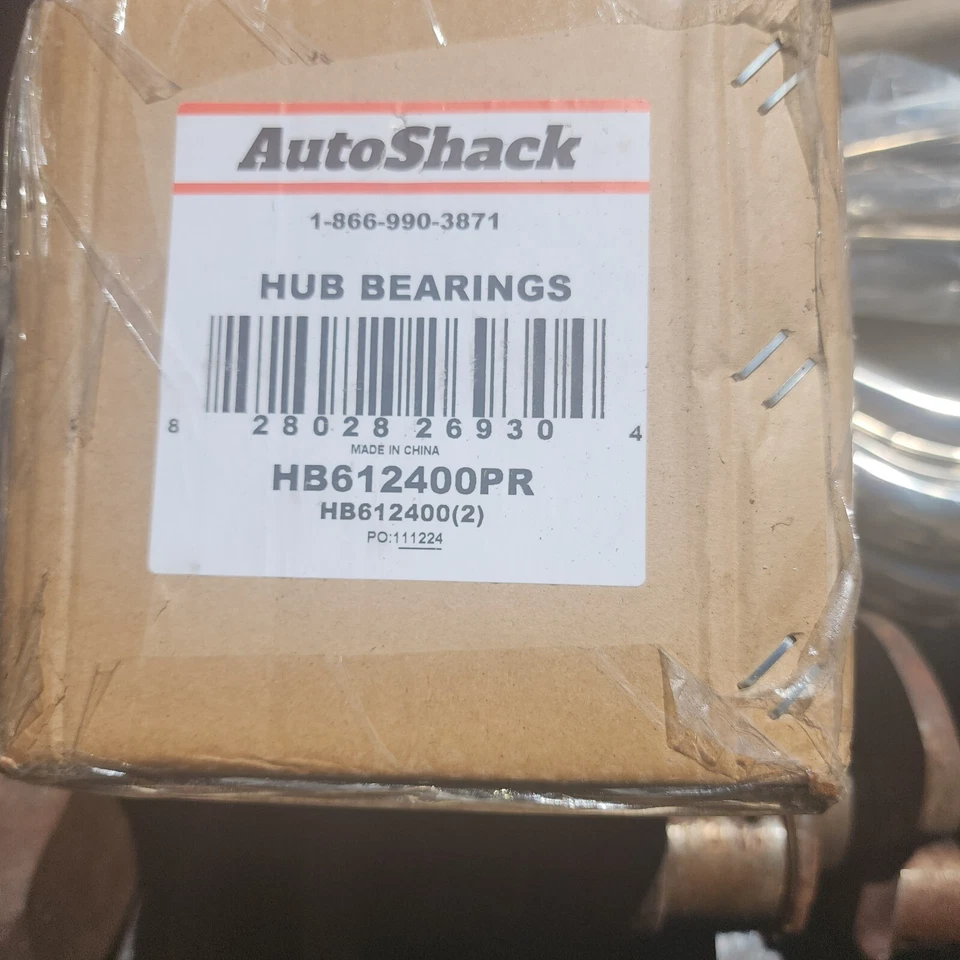 AutoShack
1-866-990-3871
HUB BEARINGS
8 28028 26930 4
MADE IN CHINA
HB612400PR
HB612400(2)
PO:111224